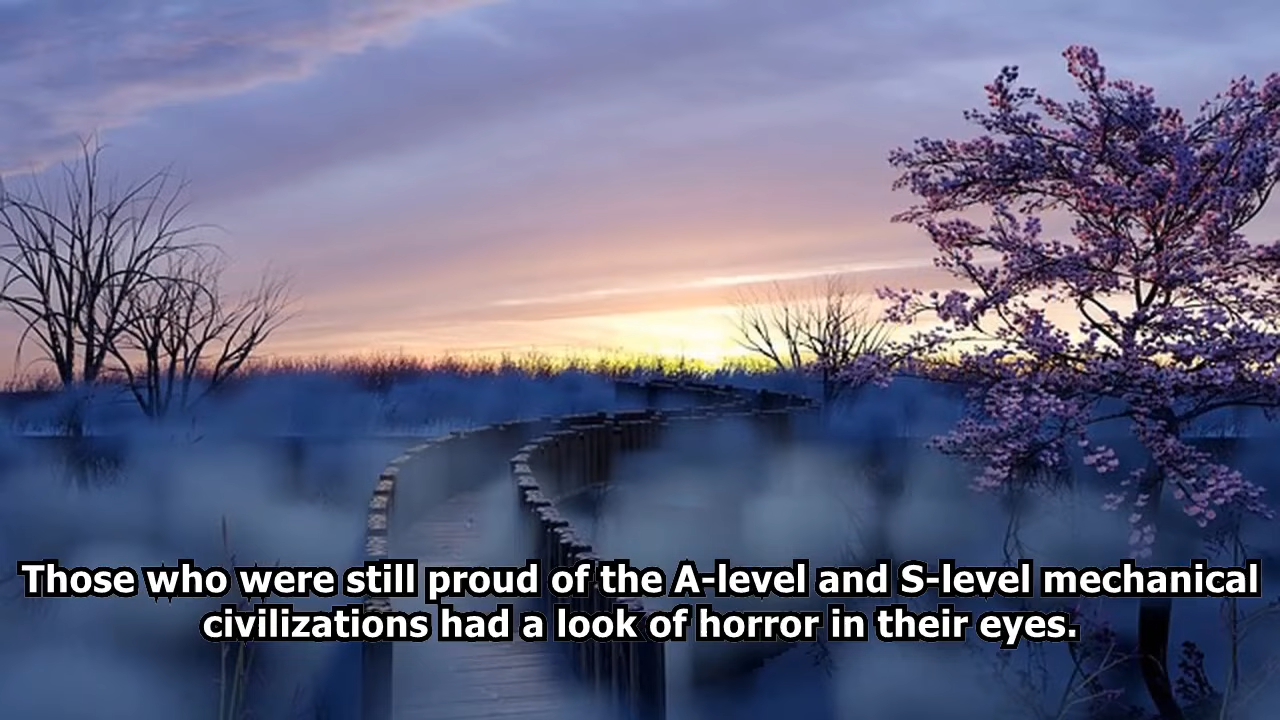 Those who were still proud of the A-level and S-level mechanical
civilizations had a look of horror in their eyes.